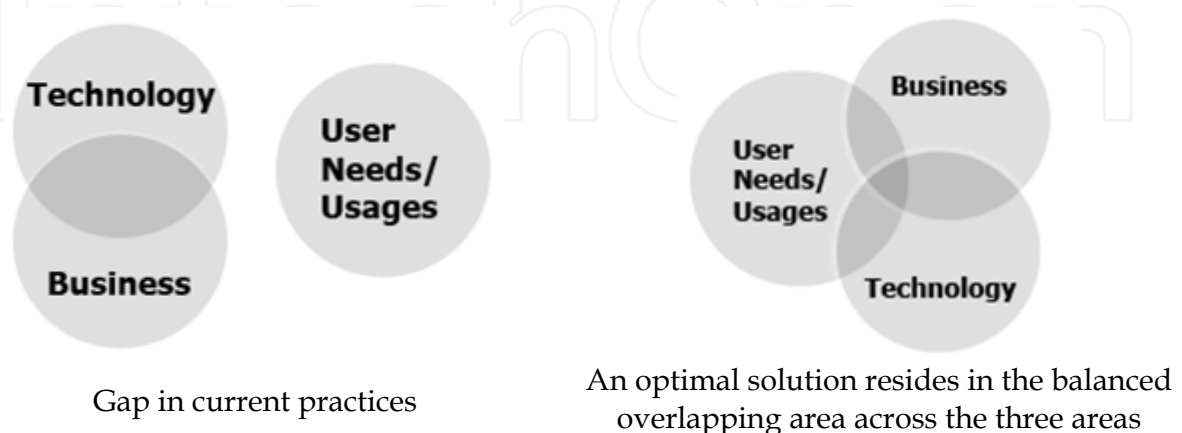 Technology
Business
User
Needs/
Usages
Gap in current practices
Business
User
Needs/
Usages
Technology
An optimal solution resides in the balanced
overlapping area across the three areas